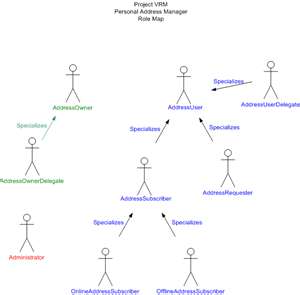 Project VRM
Personal Address Manager
Role Map
AddressOwner
AddressUser
Specializes
AddressUserDelegate
Specializes
Specializes
Specializes
AddressOwnerDelegate
AddressSubscriber
AddressRequester
Specializes
Specializes
Administrator
OnlineAddressSubscriber
OfflineAddressSubscriber